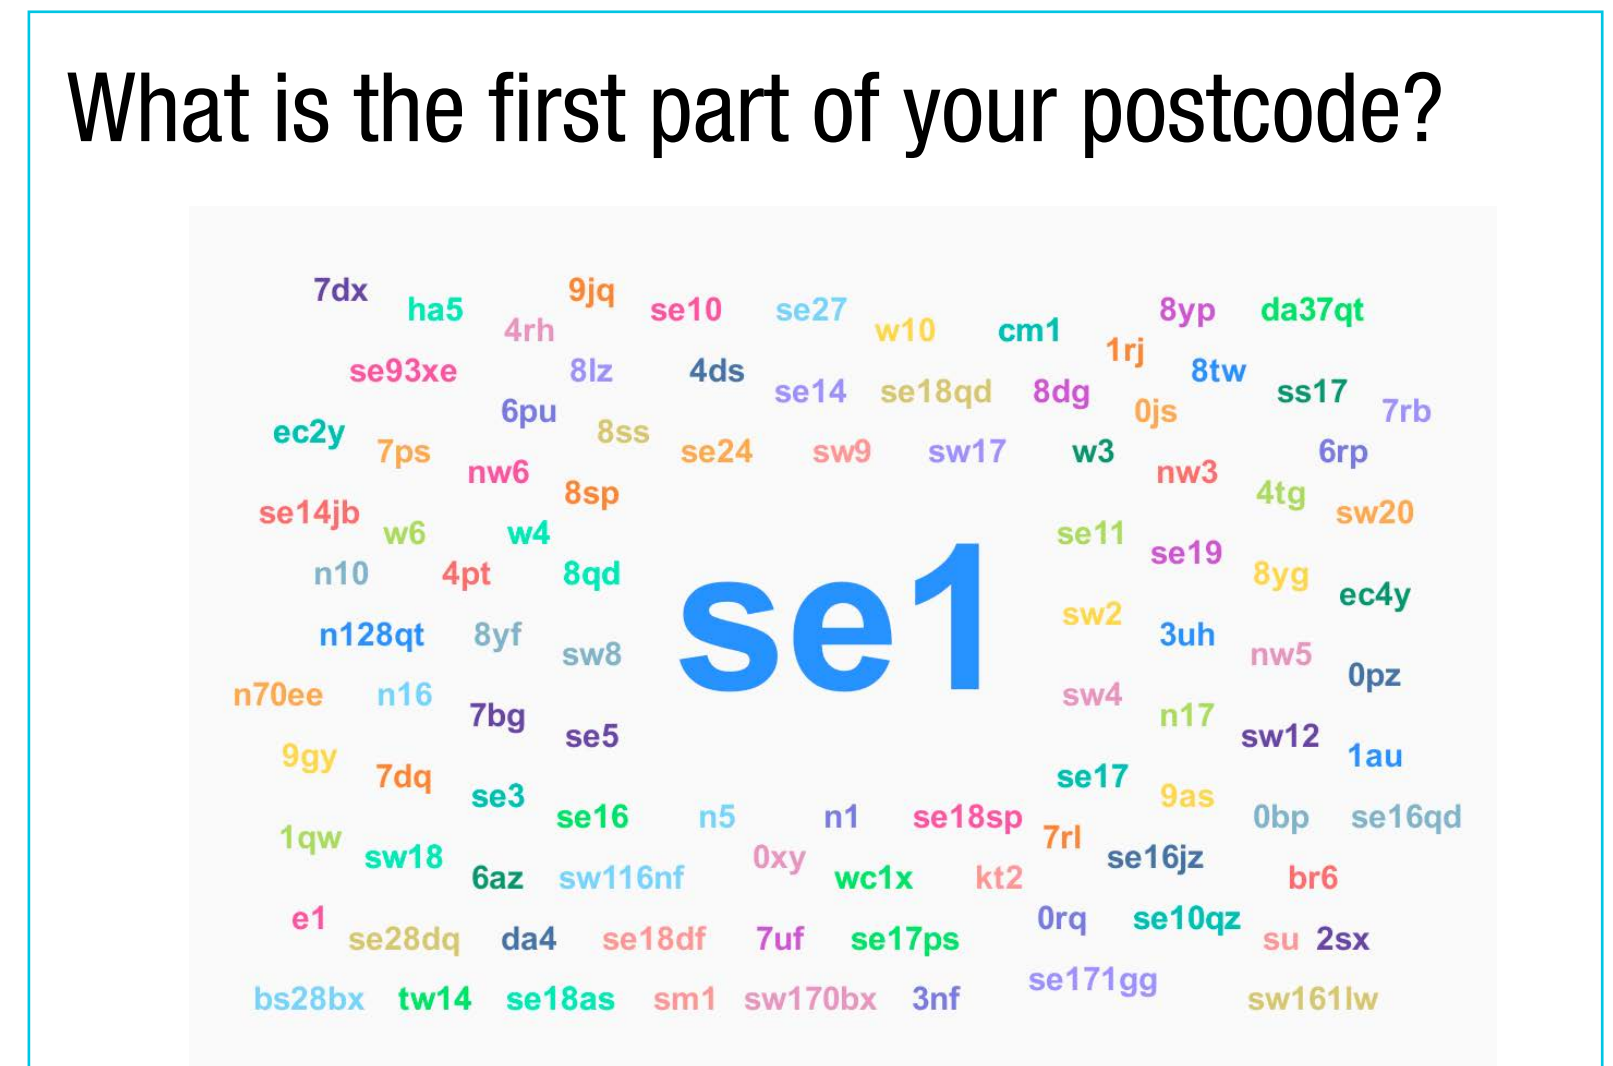 What is the first part of your postcode?
7dx 9jq
ha5 se10 se27 8yp da37qt
4rh w10 cm1
1rj
se93xe 8lz 4ds 8tw
se14 se18qd 8dg ss17
6pu 0js 7rb
ec2y 8ss
7ps se24 sw9 sw17 w3 6rp
nw6 nw3
8sp 4tg
se14jb sw20
w6 w4 se11
se19
n10 4pt 8qd 8yg
ec4y
se1
sw2
n128qt 8yf 3uh
sw8 nw5
0pz
n70ee n16 sw4
7bg n17
se5 sw12
9gy 1au
7dq se17
se3 9as
se16 n5 n1 se18sp 0bp se16qd
1qw 7rl
sw18 0xy se16jz
6az sw116nf wc1x kt2 br6
e1 0rq se10qz
se28dq da4 se18df 7uf se17ps su 2sx
se171gg
bs28bx tw14 se18as sm1 sw170bx 3nf sw161lw